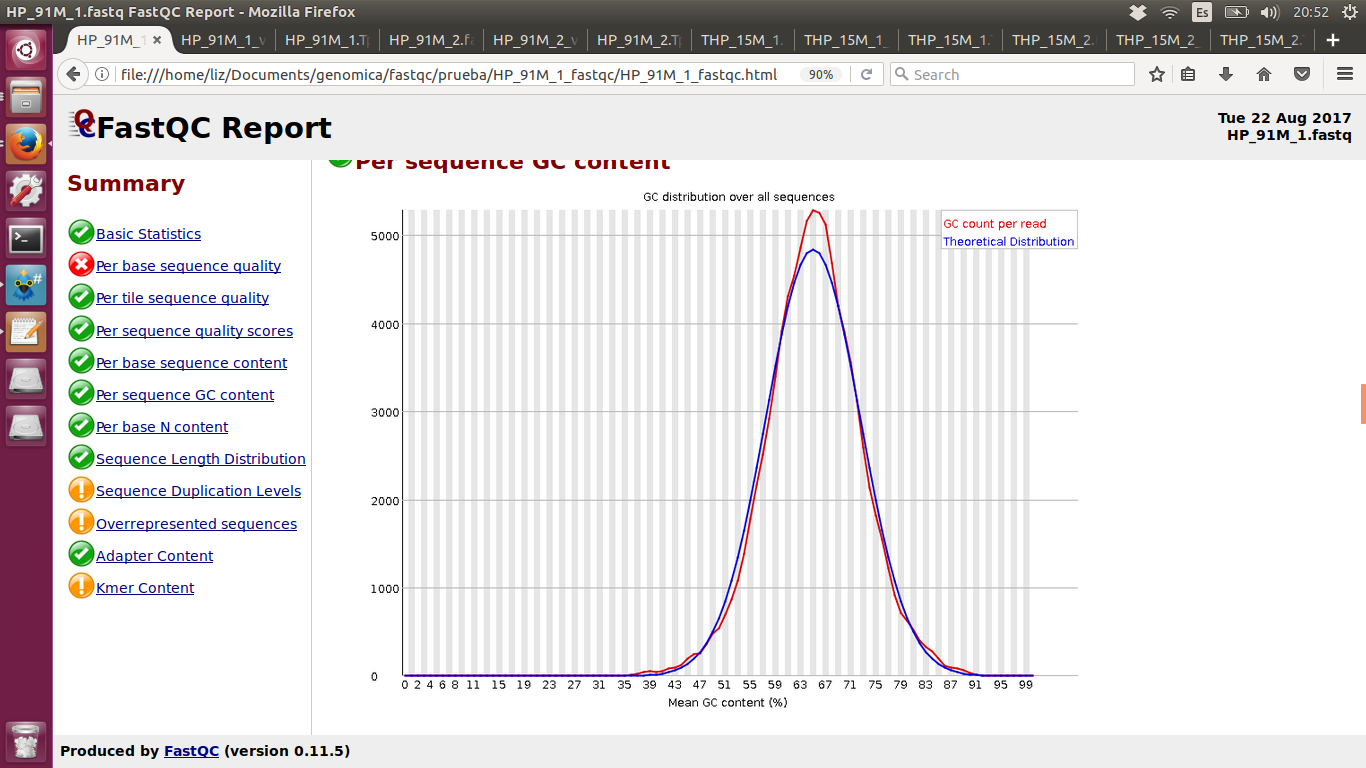 HP_91M_1.fastq FastQC Report - Mozilla Firefox
Es
20:52
HP_91M_1
HP_91M_1_v
HP_91M_1.Tp
HP_91M_2.fa
HP_91M_2_v
HP_91M_2.Tp
THP_15M_1.
THP_15M_1_
THP_15M_1.
THP_15M_2.
THP_15M_2_
THP_15M_2.
file:///home/liz/Documents/genomica/fastqc/prueba/HP_91M_1_fastqc/HP_91M_1_fastqc.html
90%
Search
FastQC Report
Tue 22 Aug 2017
HP_91M_1.fastq
Summary
Basic Statistics
Per base sequence quality
Per tile sequence quality
Per sequence quality scores
Per base sequence content
Per sequence GC content
Per base N content
Sequence Length Distribution
Sequence Duplication Levels
Overrepresented sequences
Adapter Content
Kmer Content
Per sequence GC content
GC distribution over all sequences
GC count per read
Theoretical Distribution
5000
4000
3000
2000
1000
0
0 2 4 6 8 11 15 19 23 27 31 35 39 43 47 51 55 59 63 67 71 75 79 83 87 91 95 99
Mean GC content (%)
Produced by FastQC (version 0.11.5)